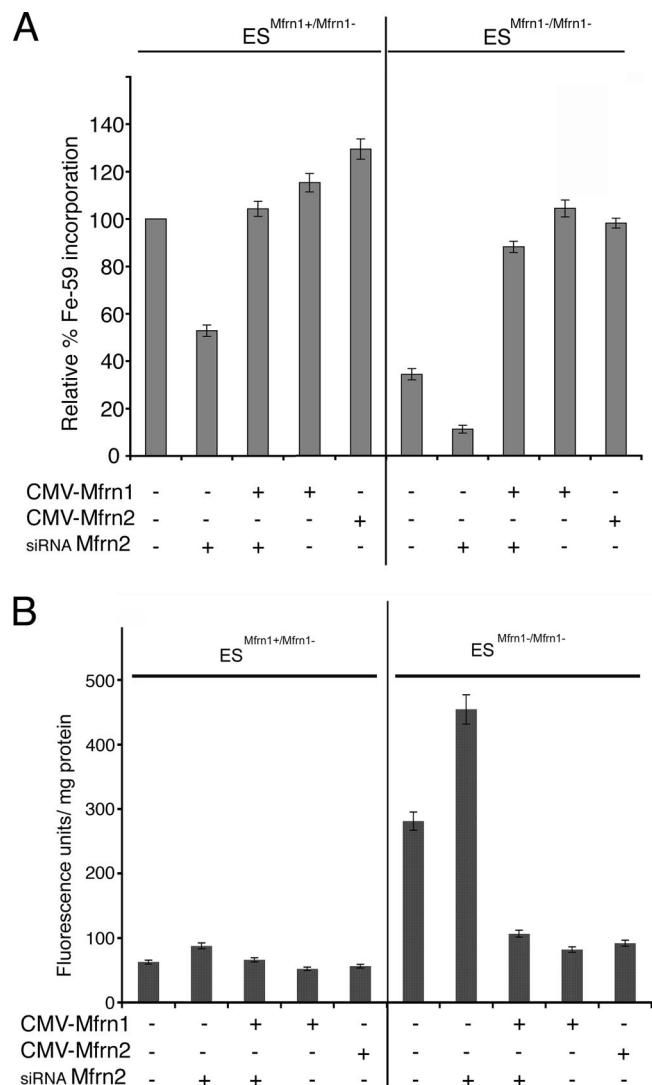 A
ES Mfrn1+/Mfrn1-
ES Mfrn1-/Mfrn1-
Relative % Fe-59 incorporation
140
120
100
80
60
40
20
0
CMV-Mfrn1 - - + + - - - + + -
CMV-Mfrn2 - - - - + - - - - +
siRNA Mfrn2 - + + - - - + + - -
B
ES Mfrn1+/Mfrn1-
ES Mfrn1-/Mfrn1-
Fluorescence units/ mg protein
500
400
300
200
100
0
CMV-Mfrn1 - - + + - - - + + -
CMV-Mfrn2 - - - - + - - - - +
siRNA Mfrn2 - + + - - - + + - -